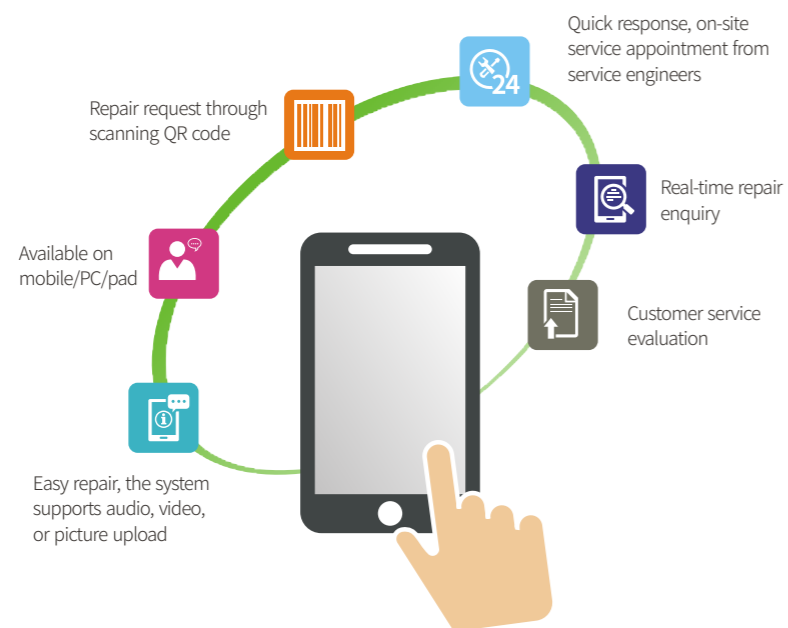 Quick response, on-site
service appointment from
service engineers
24
Repair request through
scanning QR code
Real-time repair
enquiry
Available on
mobile/PC/pad
Customer service
evaluation
Easy repair, the system
supports audio, video,
or picture upload